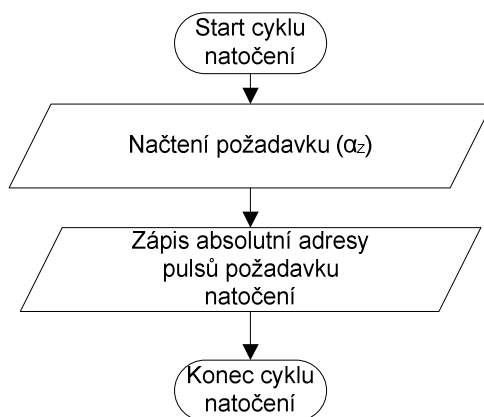 Start cyklu
natočení
Načtení požadavku (αz)
Zápis absolutní adresy
pulsů požadavku
natočení
Konec cyklu
natočení